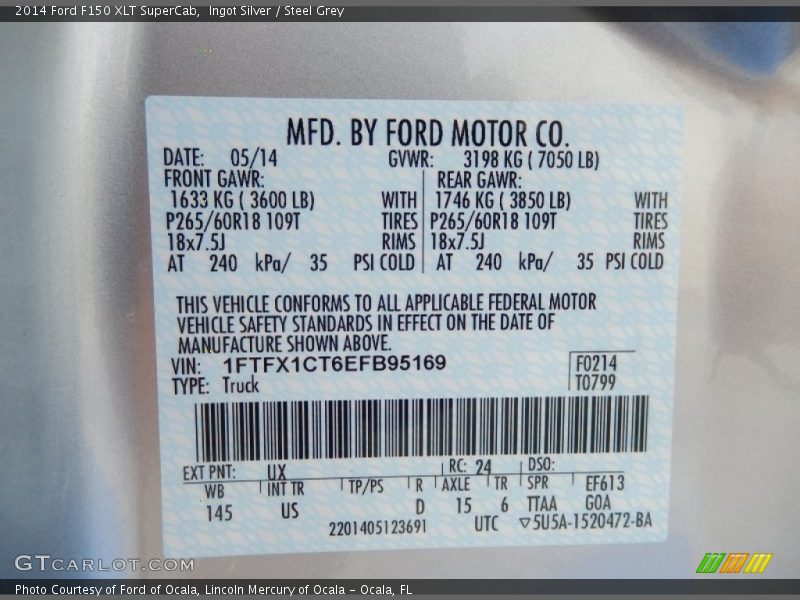 2014 Ford F150 XLT SuperCab,  Ingot Silver / Steel Grey
MFD. BY FORD MOTOR CO.
DATE: 05/14 GVWR: 3198 KG ( 7050 LB)
FRONT GAWR: REAR GAWR:
1633 KG ( 3600 LB) WITH 1746 KG ( 3850 LB) WITH
P265/60R18 109T TIRES P265/60R18 109T TIRES
18x7.5J RIMS 18x7.5J RIMS
AT 240 kPa/ 35 PSI COLD AT 240 kPa/ 35 PSI COLD
THIS VEHICLE CONFORMS TO ALL APPLICABLE FEDERAL MOTOR
VEHICLE SAFETY STANDARDS IN EFFECT ON THE DATE OF
MANUFACTURE SHOWN ABOVE.
VIN: 1FTFX1CT6EFB95169 F0214
TYPE: Truck T0799
EXT PNT: UX RC: 24 DSO:
WB INT TR TP/PS R AXLE TR SPR EF613
145 US D 15 6 TTAA GOA
2201405123691 UTC ▽5U5A-1520472-BA
GTCARLOT.COM
Photo Courtesy of Ford of Ocala, Lincoln Mercury of Ocala - Ocala, FL